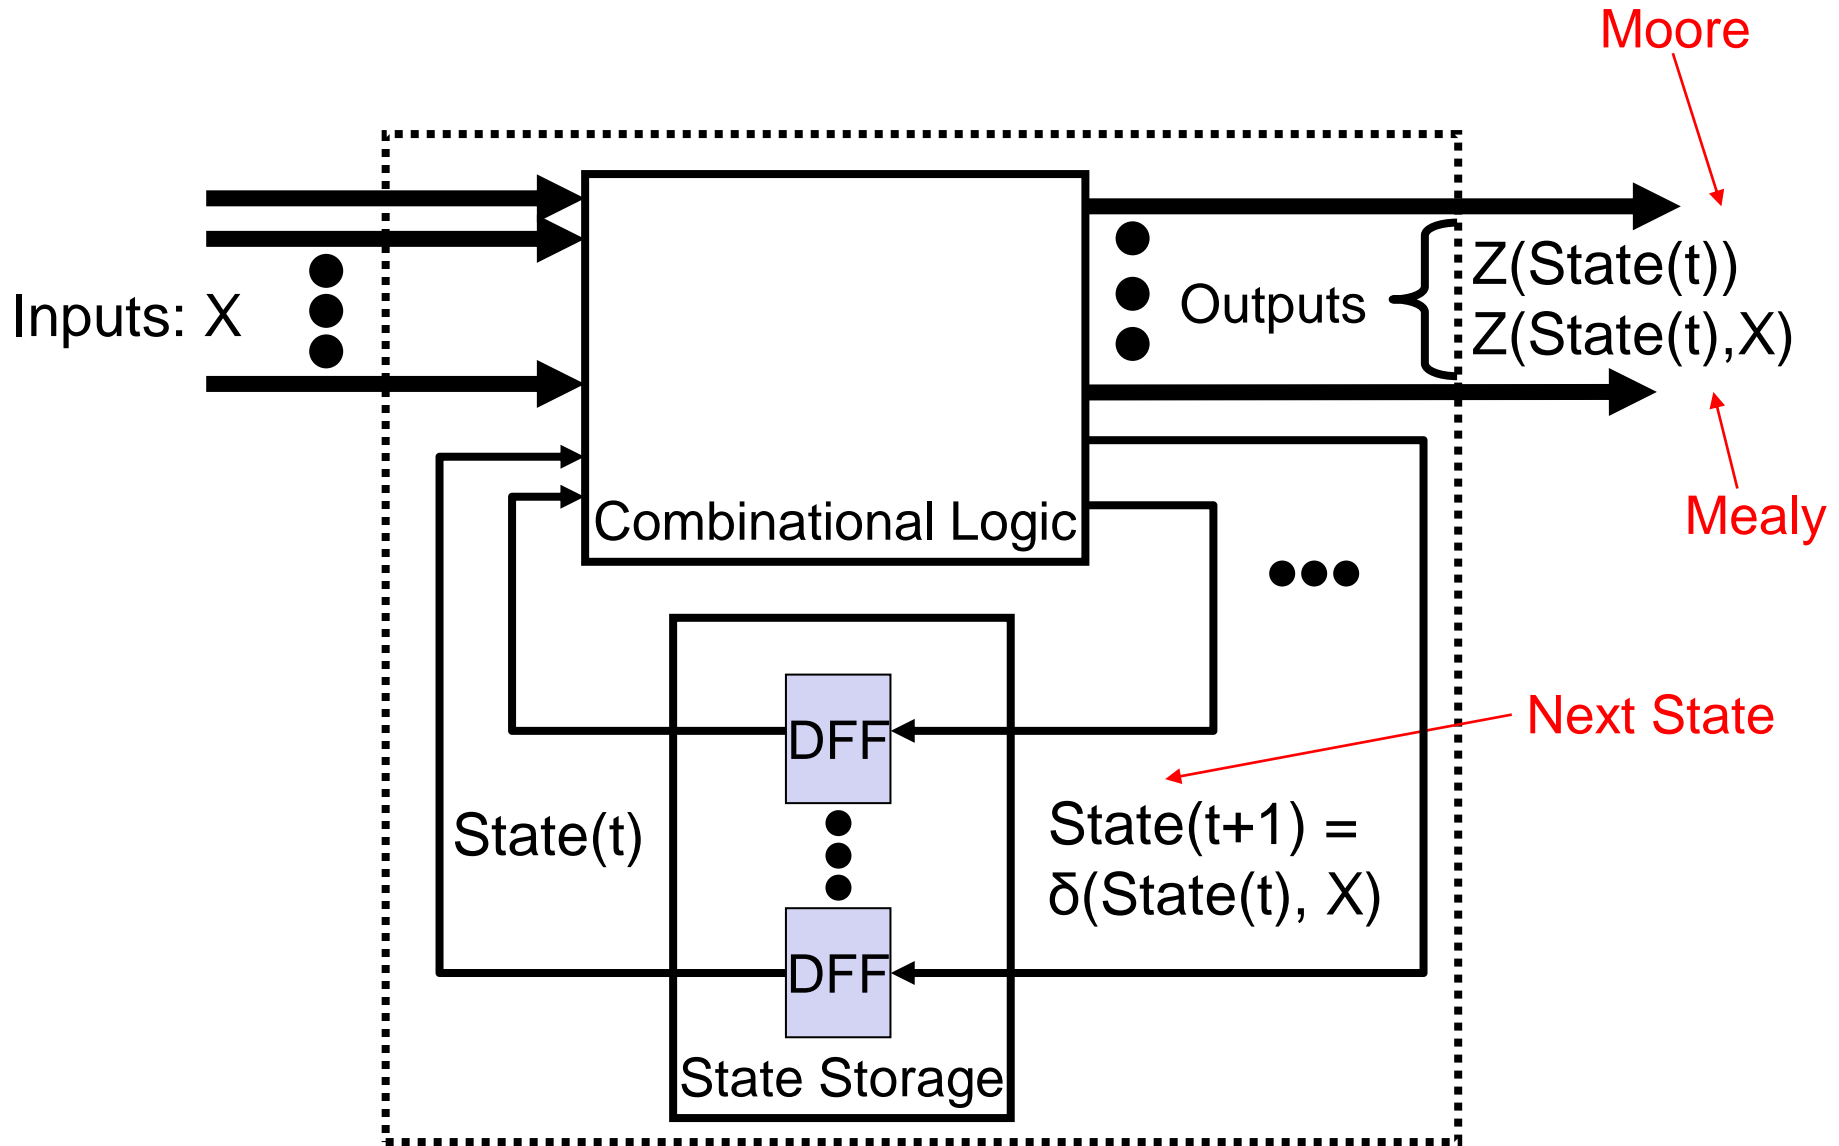 Moore
Inputs: X
Outputs
Z(State(t))
Z(State(t),X)
Mealy
Combinational Logic
Next State
DFF
State(t)
State(t+1) =
δ(State(t), X)
DFF
State Storage